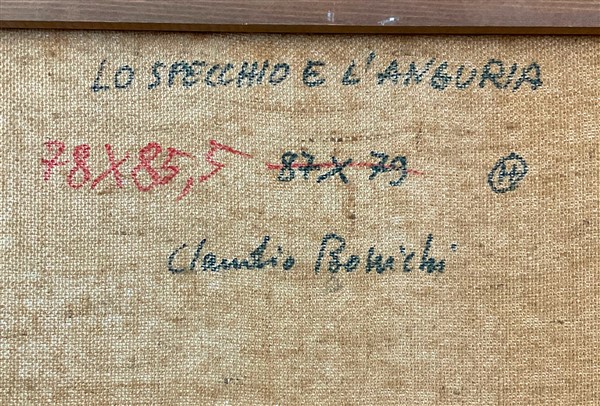 LO SPECCHIO E L'ANGURIA
78X85,5 87X79 H
Claudio Bonichi